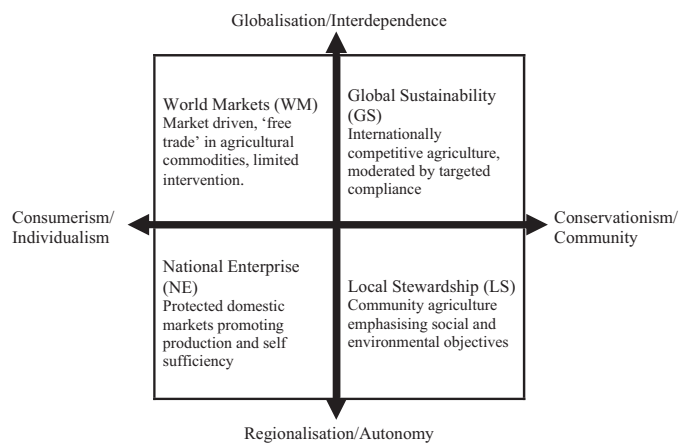 Globalisation/Interdependence
World Markets (WM)
Market driven, ‘free
trade’ in agricultural
commodities, limited
intervention.
Global Sustainability
(GS)
Internationally
competitive agriculture,
moderated by targeted
compliance
Consumerism/
Individualism
Conservationism/
Community
National Enterprise
(NE)
Protected domestic
markets promoting
production and self
sufficiency
Local Stewardship (LS)
Community agriculture
emphasising social and
environmental objectives
Regionalisation/Autonomy